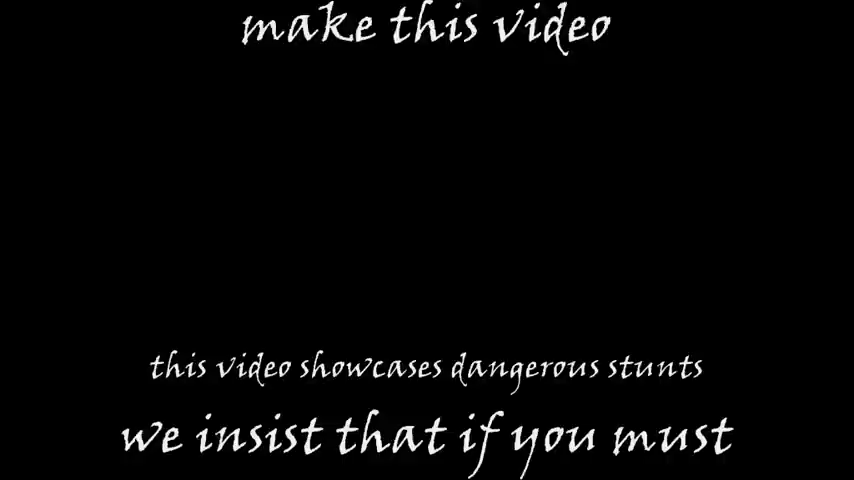 make this video
this video showcases dangerous stunts
we insist that if you must